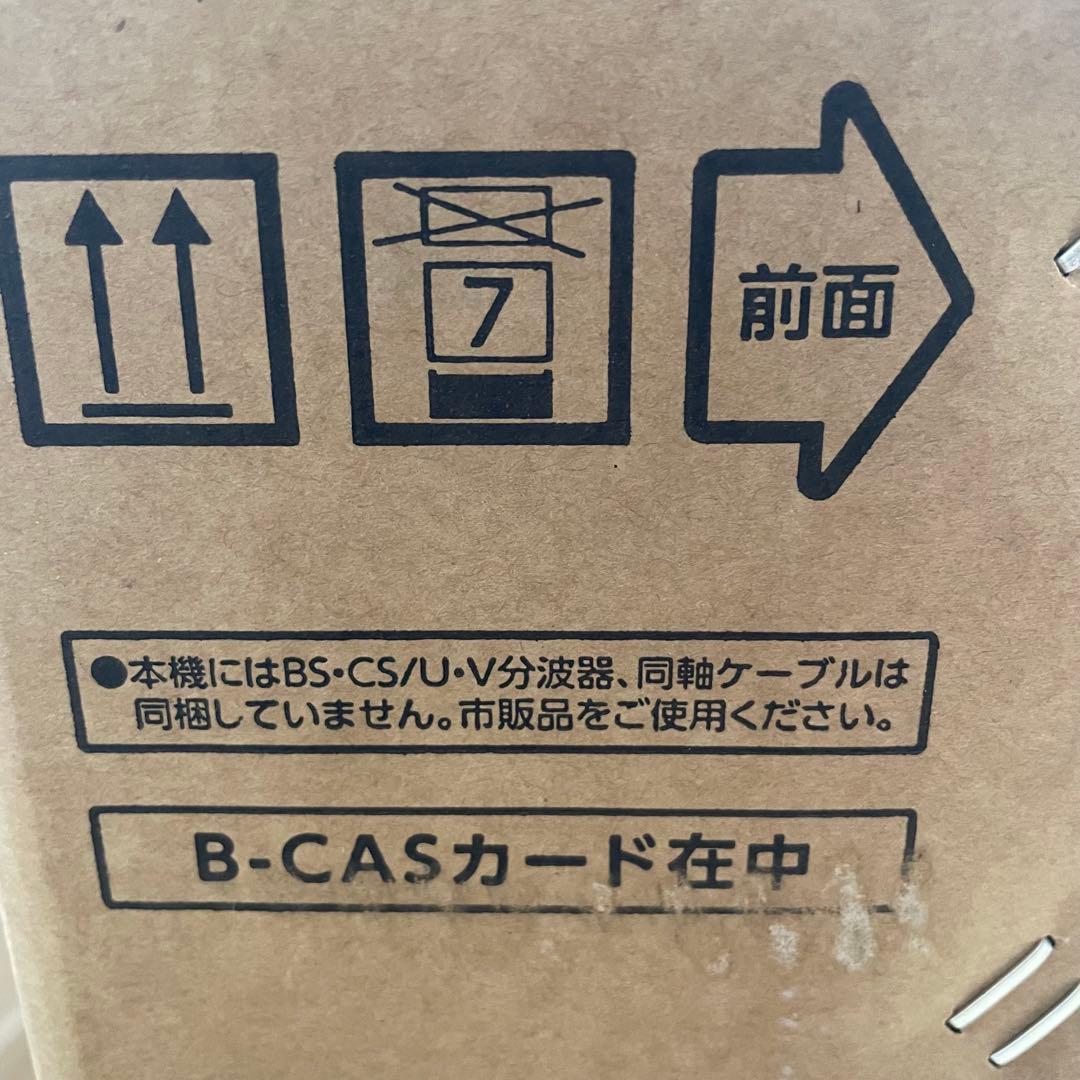 7
前面
●本機にはBS・CS/U・V分波器、同軸ケーブルは
同梱していません。市販品をご使用ください。
B-CASカード在中